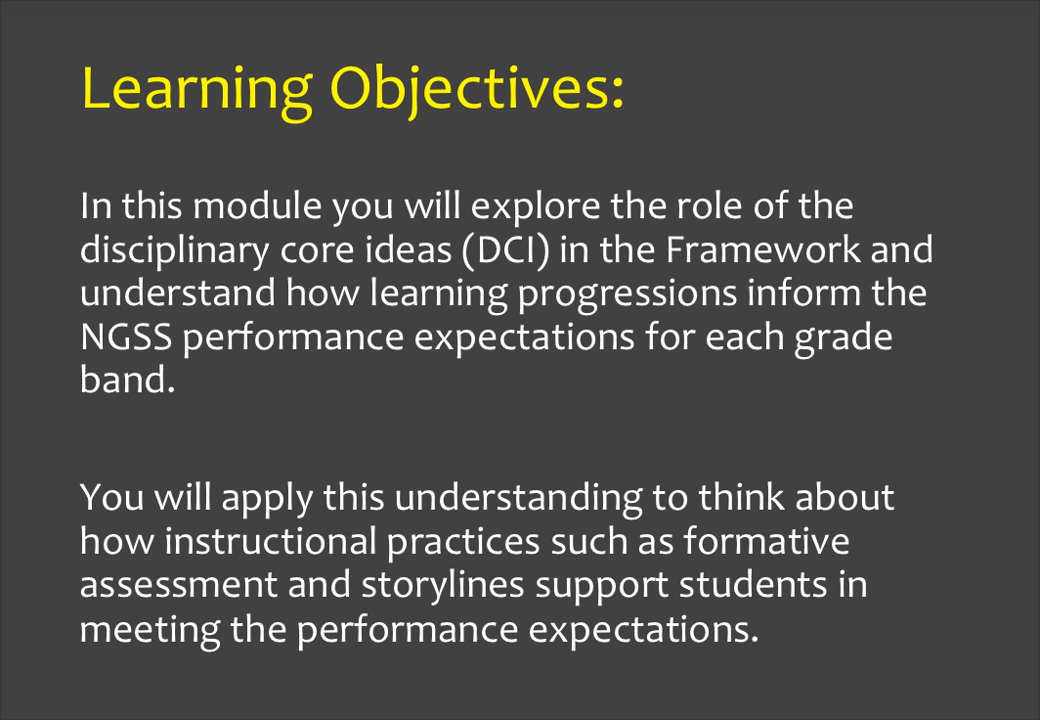 Learning Objectives:
In this module you will explore the role of the
disciplinary core ideas (DCI) in the Framework and
understand how learning progressions inform the
NGSS performance expectations for each grade
band.
You will apply this understanding to think about
how instructional practices such as formative
assessment and storylines support students in
meeting the performance expectations.